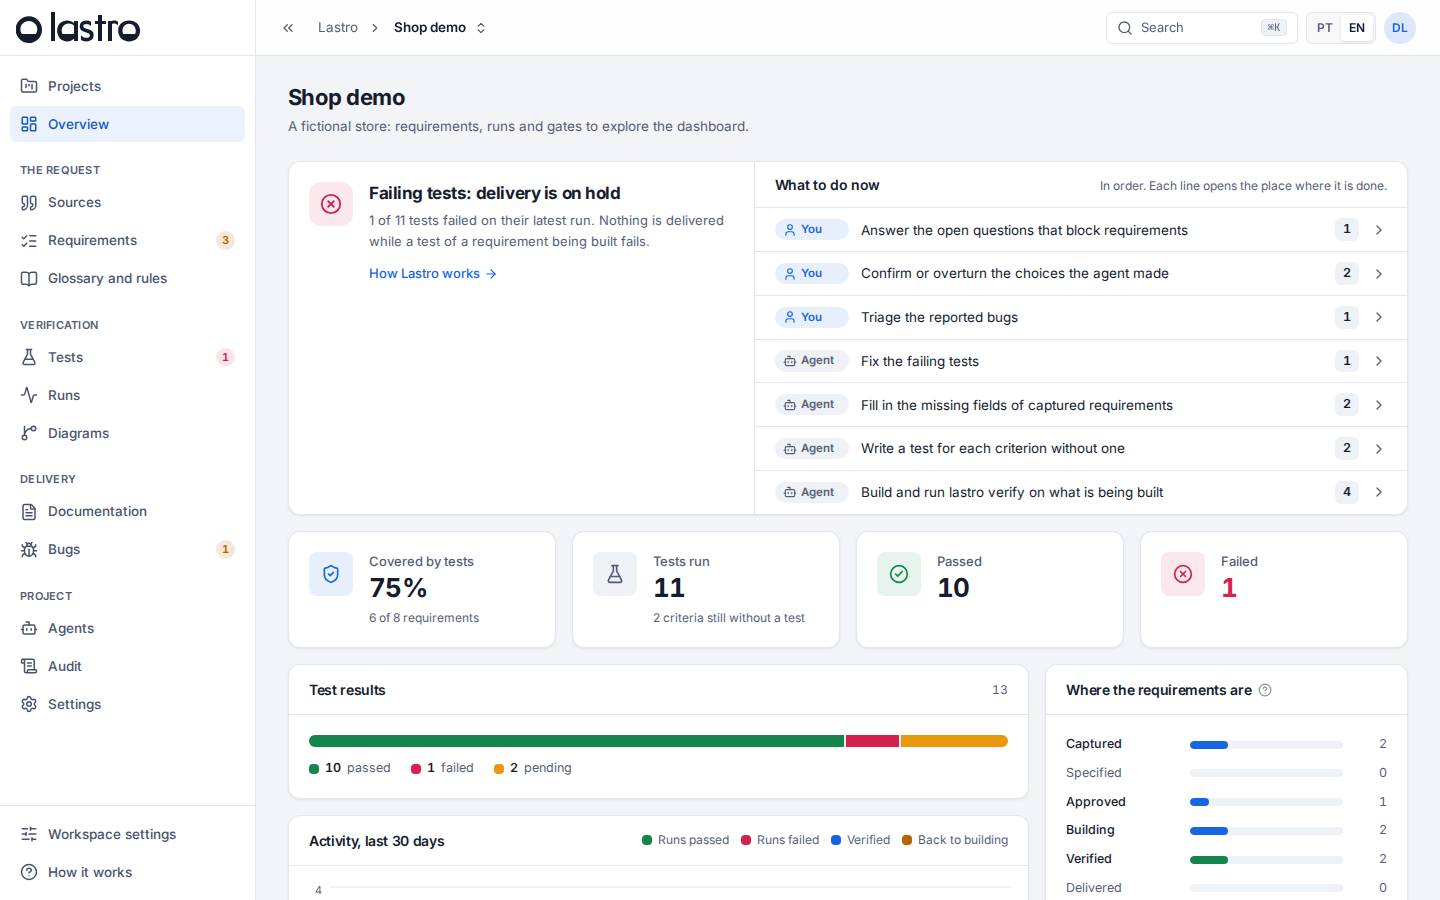 lastro
Lastro
Shop demo
Search
⌘K
PT
EN
DL
Projects
Overview
THE REQUEST
Sources
Requirements
3
Glossary and rules
VERIFICATION
Tests
1
Runs
Diagrams
DELIVERY
Documentation
Bugs
1
PROJECT
Agents
Audit
Settings
Workspace settings
How it works
Shop demo
A fictional store: requirements, runs and gates to explore the dashboard.
Failing tests: delivery is on hold
1 of 11 tests failed on their latest run. Nothing is delivered
while a test of a requirement being built fails.
How Lastro works →
What to do now
In order. Each line opens the place where it is done.
You Answer the open questions that block requirements 1
You Confirm or overturn the choices the agent made 2
You Triage the reported bugs 1
Agent Fix the failing tests 1
Agent Fill in the missing fields of captured requirements 2
Agent Write a test for each criterion without one 2
Agent Build and run lastro verify on what is being built 4
Covered by tests
75%
6 of 8 requirements
Tests run
11
2 criteria still without a test
Passed
10
Failed
1
Test results 13
10 passed 1 failed 2 pending
Activity, last 30 days
Runs passed Runs failed Verified Back to building
4
Where the requirements are
Captured 2
Specified 0
Approved 1
Building 2
Verified 2
Delivered 0